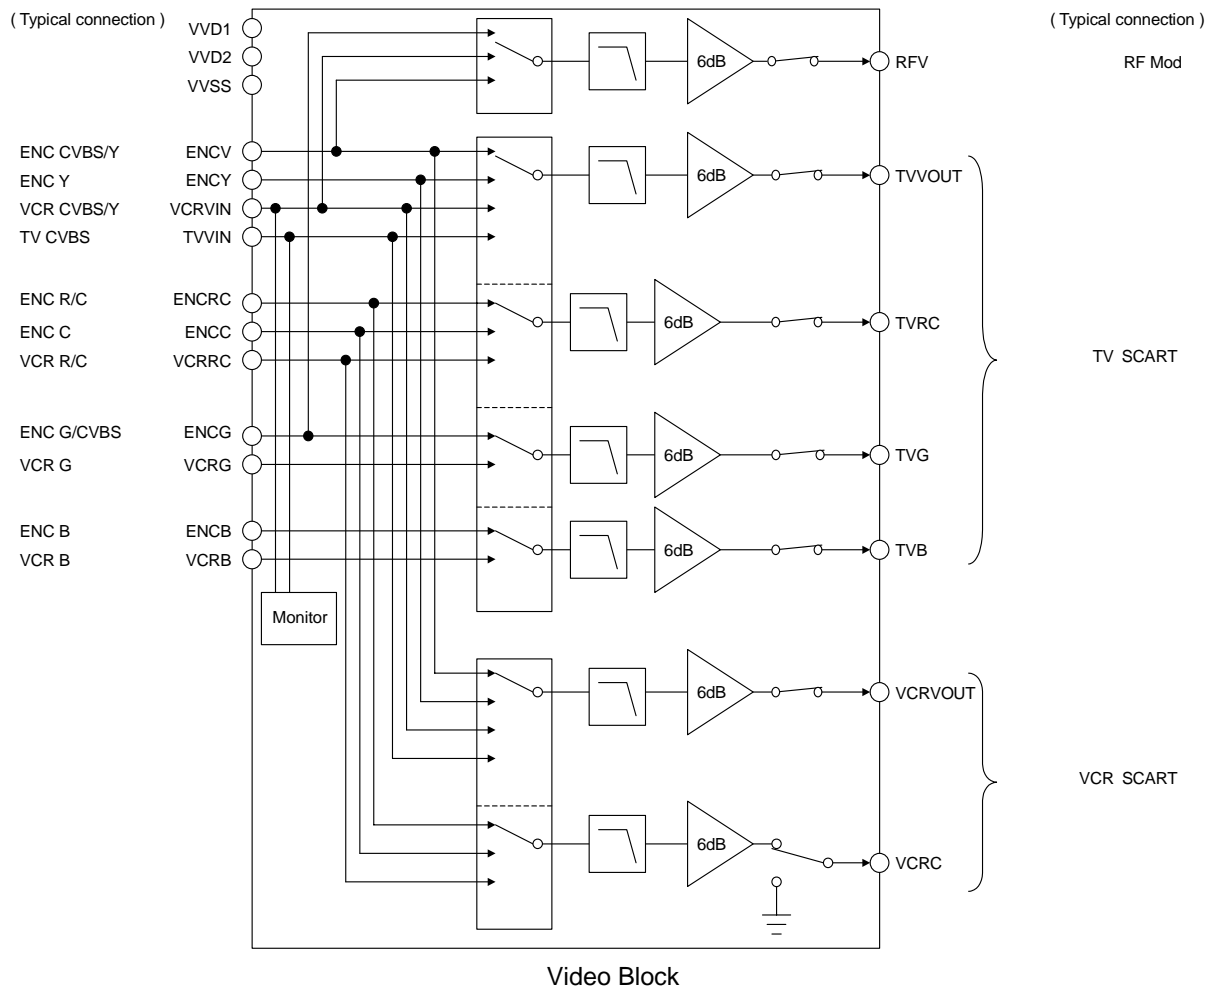 ( Typical connection )
( Typical connection )
VVD1
VVD2
VVSS
6dB
RFV
RF Mod
ENC CVBS/Y ENCV
ENC Y ENCY
VCR CVBS/Y VCRVIN
TV CVBS TVVIN
6dB
TVVOUT
ENC R/C ENCRC
ENC C ENCC
VCR R/C VCRRC
6dB
TVRC
TV SCART
ENC G/CVBS ENCG
VCR G VCRG
6dB
TVG
ENC B ENCB
VCR B VCRB
6dB
TVB
Monitor
6dB
VCRVOUT
VCR SCART
6dB
VCRC
Video Block